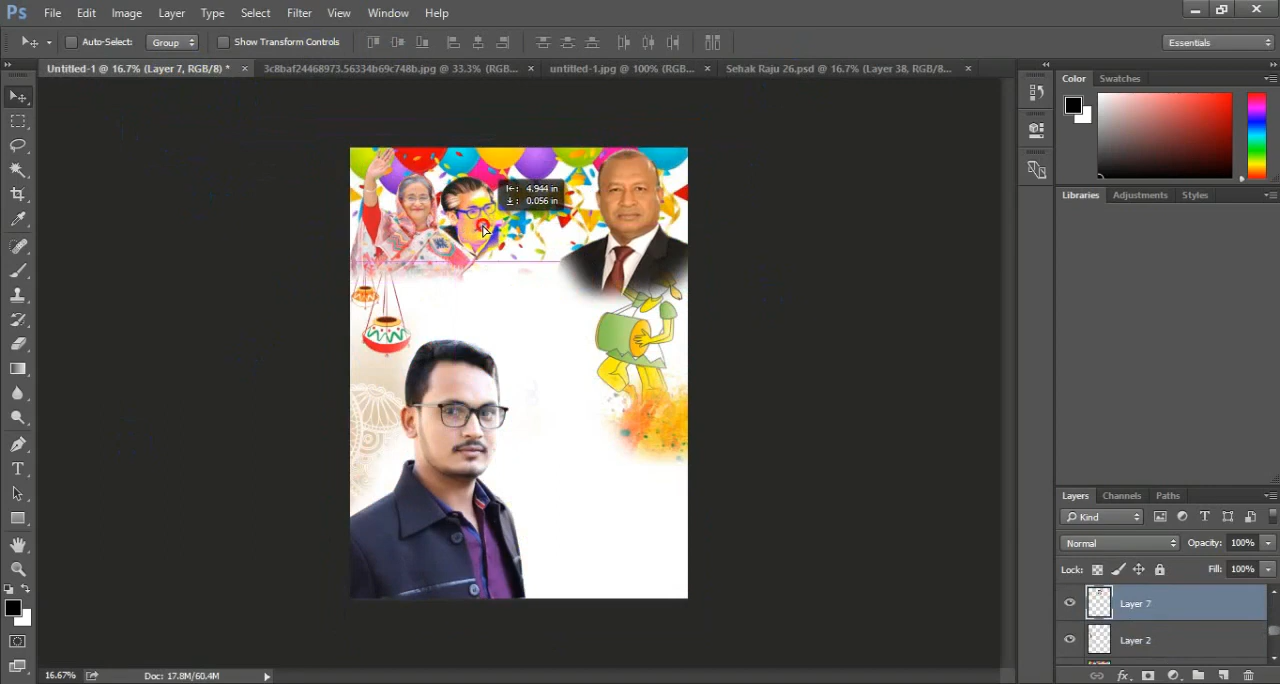 Ps File Edit Image Layer Type Select Filter View Window Help
Auto-Select: Group Show Transform Controls Essentials
Untitled-1 @ 16.7% (Layer 7, RGB/8) * × 3c8baf24468973.56334b69c748b.jpg @ 33.3% (RGB... × untitled-1.jpg @ 100% (RGB... × Sehak Raju 26.psd @ 16.7% (Layer 38, RGB/8... ×
Color Swatches
4.944 in
0.056 in
Libraries Adjustments Styles
Layers Channels Paths
Kind
Normal Opacity: 100%
Lock: Fill: 100%
Layer 7
Layer 2
16.67% Doc: 17.8M/60.4M